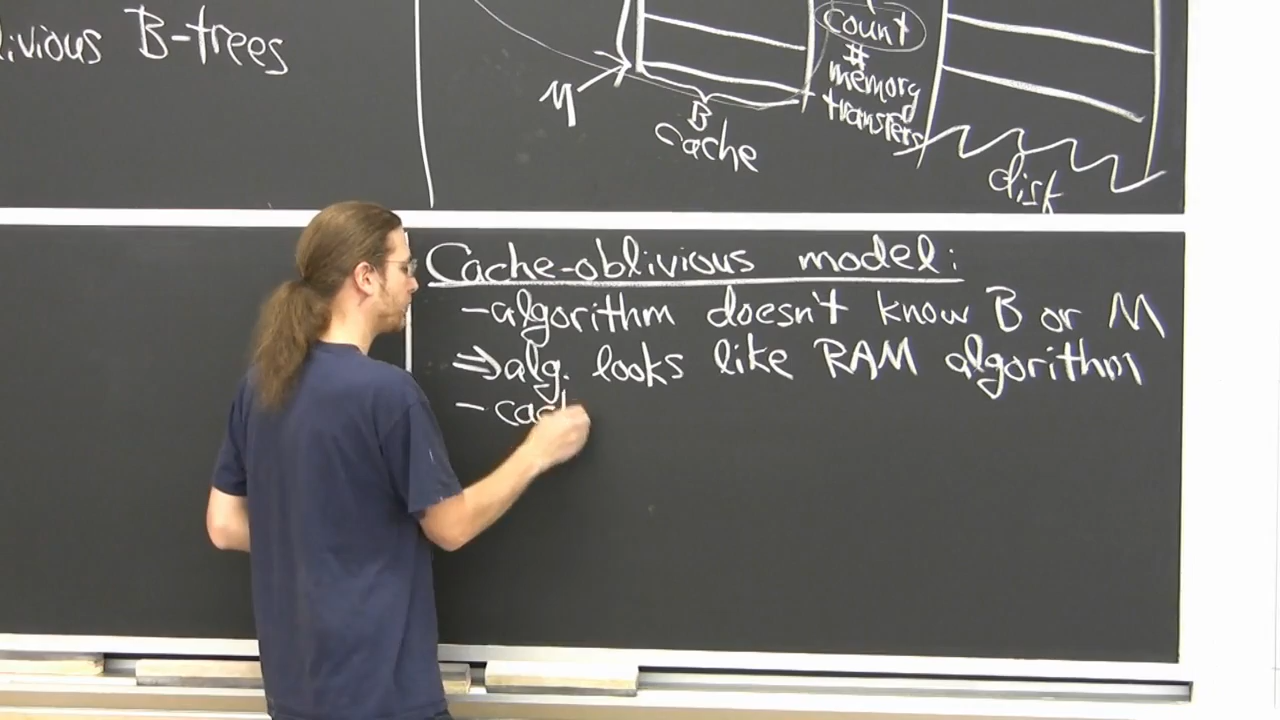 livious B-trees
M
B
cache
count
#
memory
transfers
disk
Cache-oblivious model:
- algorithm doesn't know B or M
⇒ alg. looks like RAM algorithm
- cach